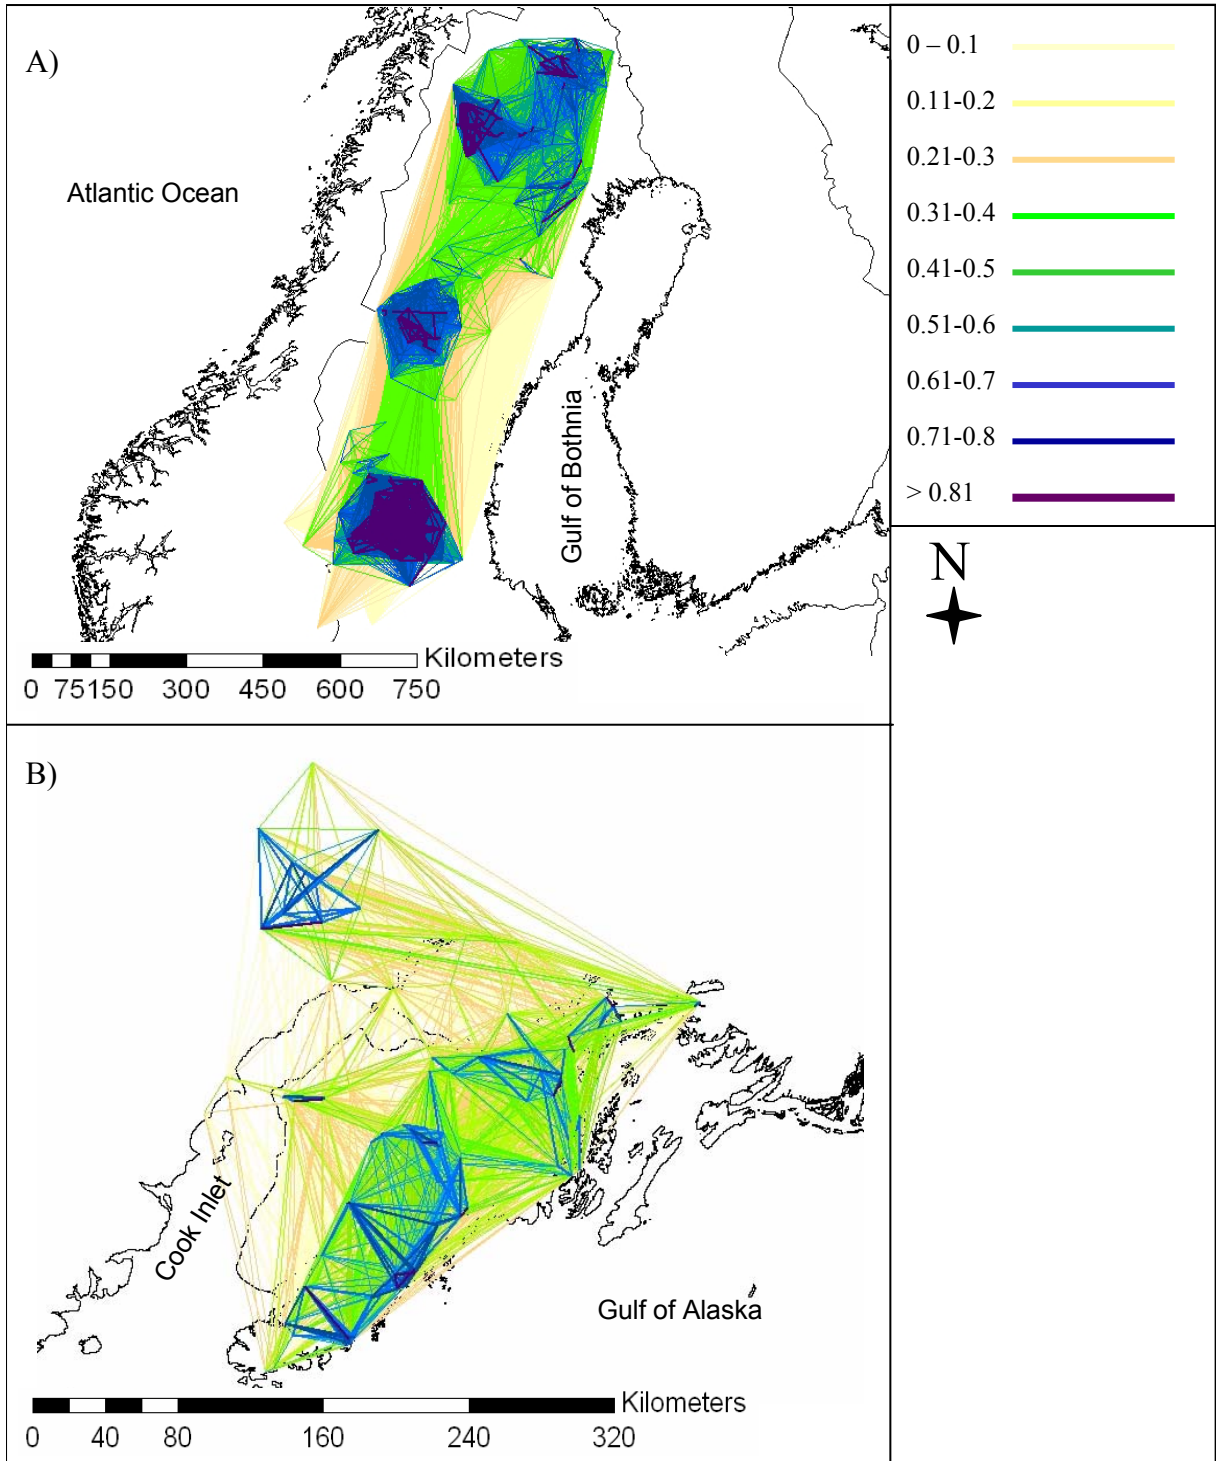 A)
Atlantic Ocean
Gulf of Bothnia
Kilometers
0 75150 300 450 600 750
0 – 0.1
0.11-0.2
0.21-0.3
0.31-0.4
0.41-0.5
0.51-0.6
0.61-0.7
0.71-0.8
> 0.81
N
B)
Cook Inlet
Gulf of Alaska
Kilometers
0 40 80 160 240 320